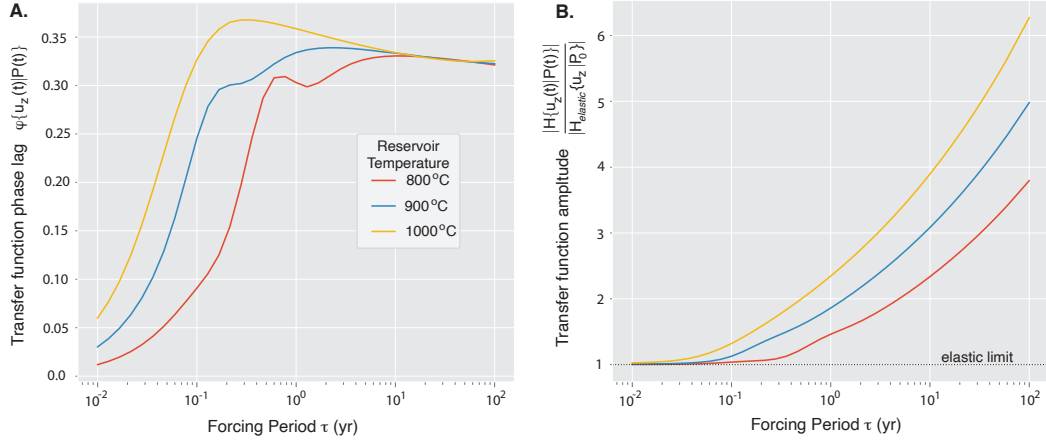 A.
Transfer function phase lag φ{u_z(t)|P(t)}
0.35
0.30
0.25
0.20
0.15
0.10
0.05
0.0
10^-2
10^-1
10^0
10^1
10^2
Forcing Period τ (yr)
Reservoir
Temperature
800°C
900°C
1000°C
B.
Transfer function ampltude |H{u_z(t)|P(t)}|
|H_elastic{u_z |P_0}|
6
5
4
3
2
1
elastic limit
10^-2
10^-1
10^0
10^1
10^2
Forcing Period τ (yr)